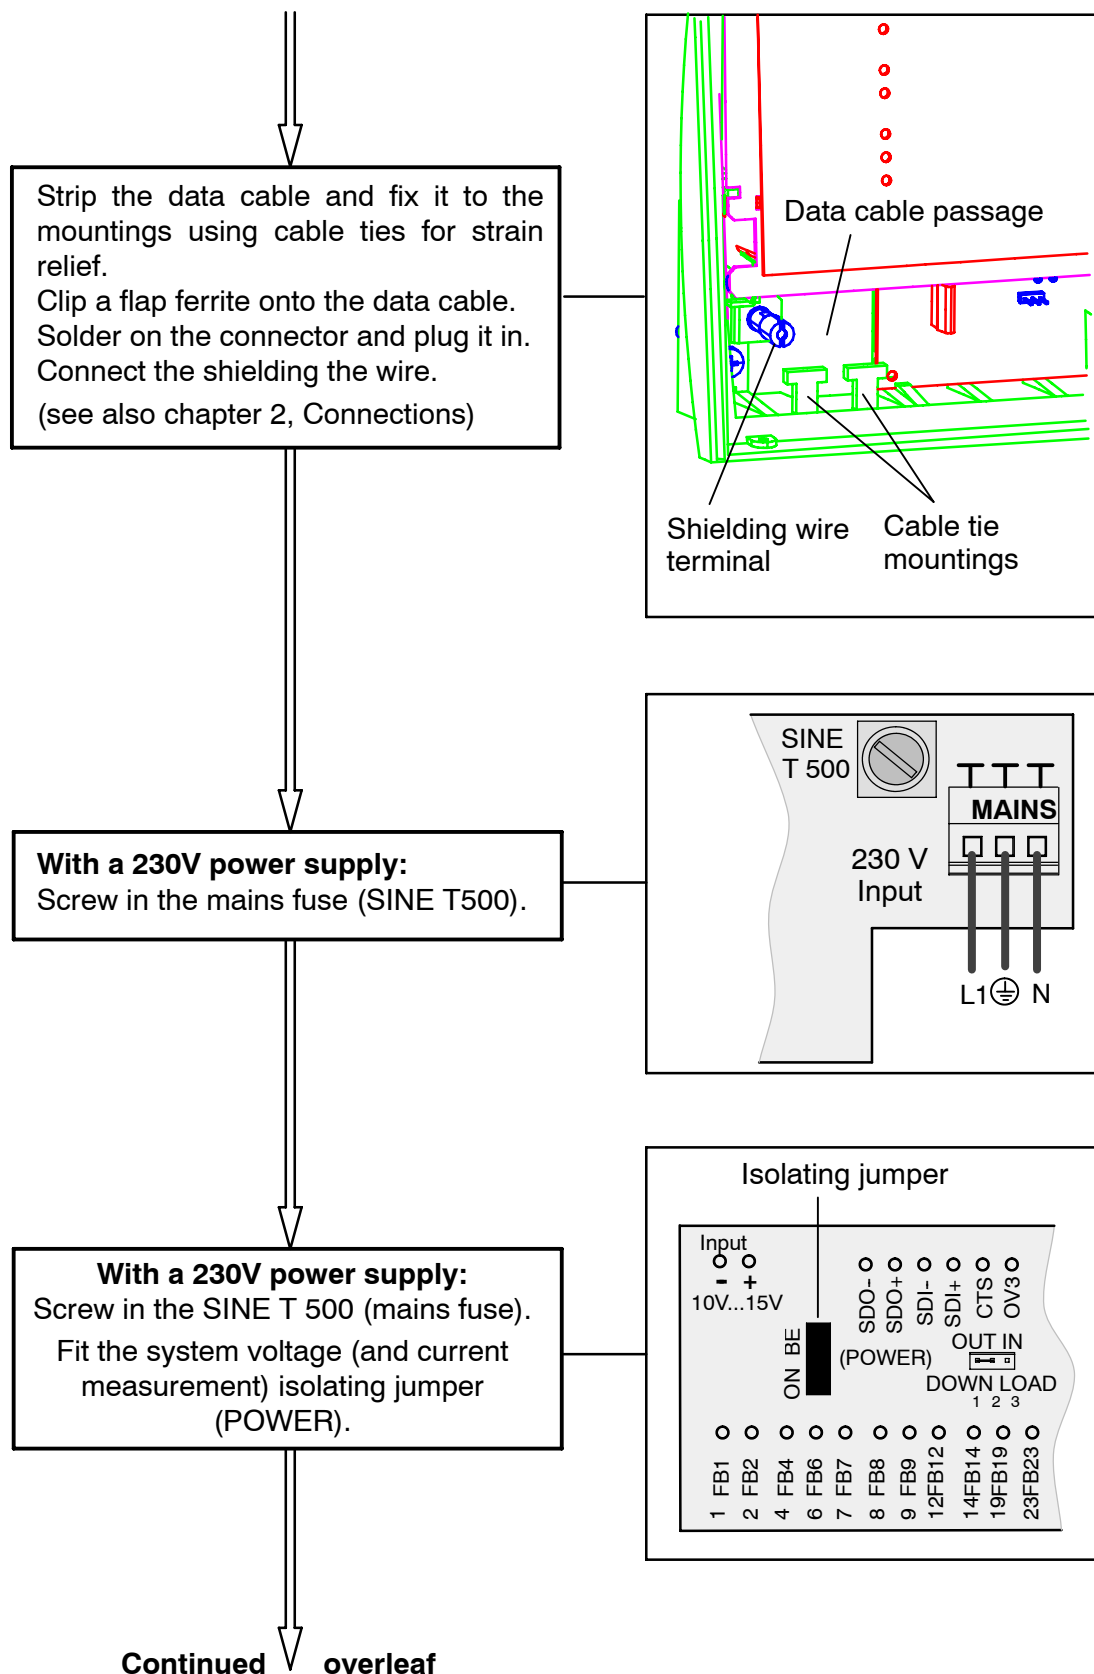 Strip the data cable and fix it to the
mountings using cable ties for strain
relief.
Clip a flap ferrite onto the data cable.
Solder on the connector and plug it in.
Connect the shielding the wire.
(see also chapter 2, Connections)
Data cable passage
Shielding wire
terminal
Cable tie
mountings
With a 230V power supply:
Screw in the mains fuse (SINE T500).
SINE
T 500
MAINS
230 V
Input
L1
N
With a 230V power supply:
Screw in the SINE T 500 (mains fuse).
Fit the system voltage (and current
measurement) isolating jumper
(POWER).
Isolating jumper
Input
- +
10V...15V
ON BE
(POWER)
SDO-
SDO+
SDI-
SDI+
CTS
OV3
OUT IN
DOWN LOAD
1 2 3
1 FB1
2 FB2
4 FB4
6 FB6
7 FB7
8 FB8
9 FB9
12FB12
14FB14
19FB19
23FB23
Continued overleaf